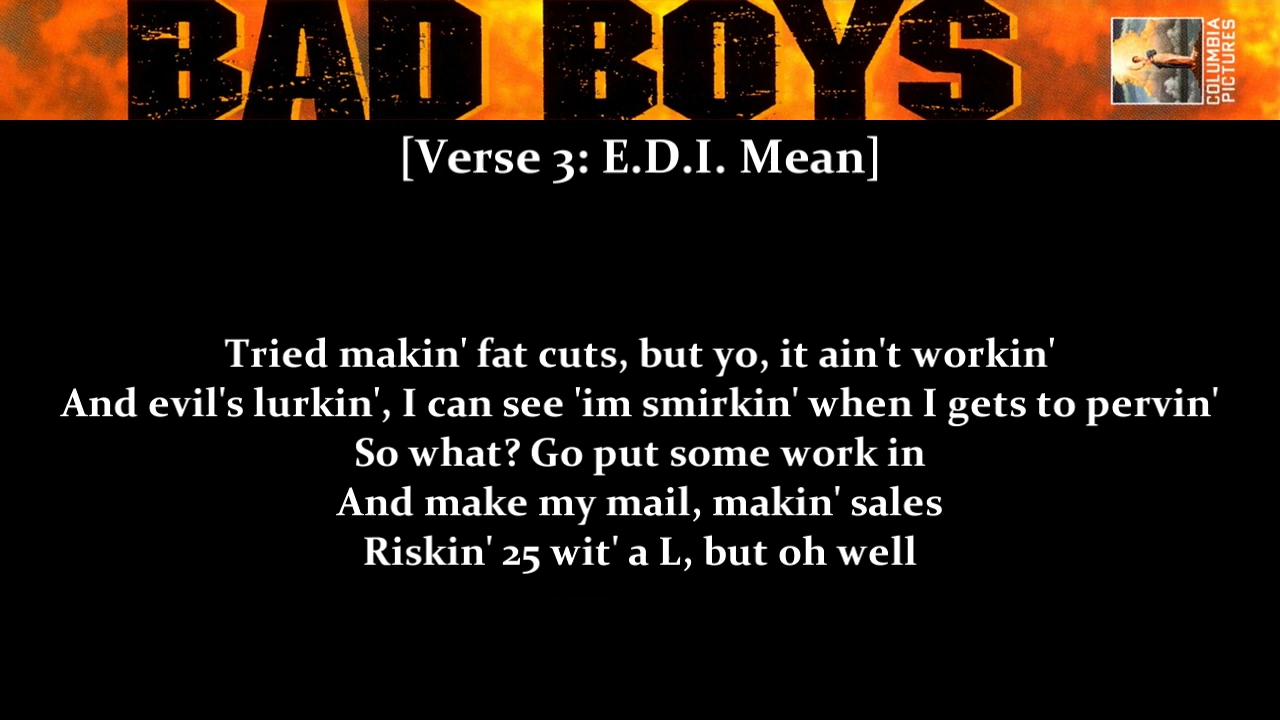 BAD BOYS
COLUMBIA
PICTURES
[Verse 3: E.D.I. Mean]
Tried makin' fat cuts, but yo, it ain't workin'
And evil's lurkin', I can see 'im smirkin' when I gets to pervin'
So what? Go put some work in
And make my mail, makin' sales
Riskin' 25 wit' a L, but oh well